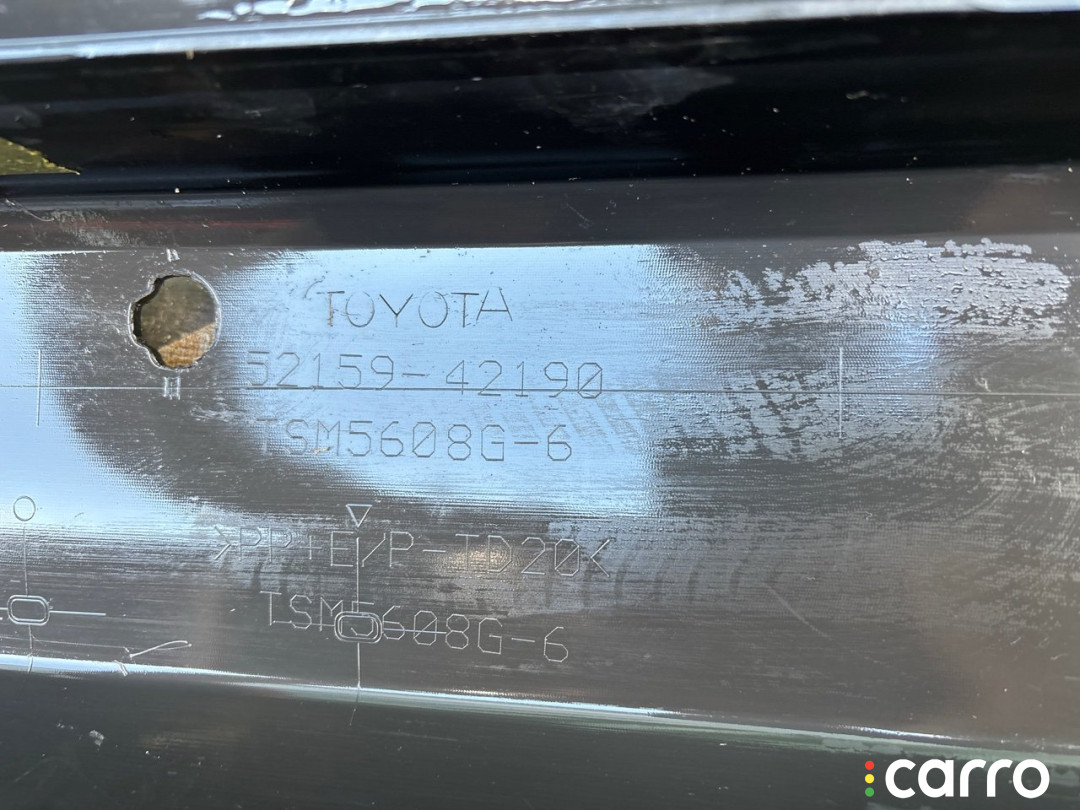 TOYOTA
52159-42190
TSM5608G-6
>PP+E/P-TD20<
TSM5608G-6
carro